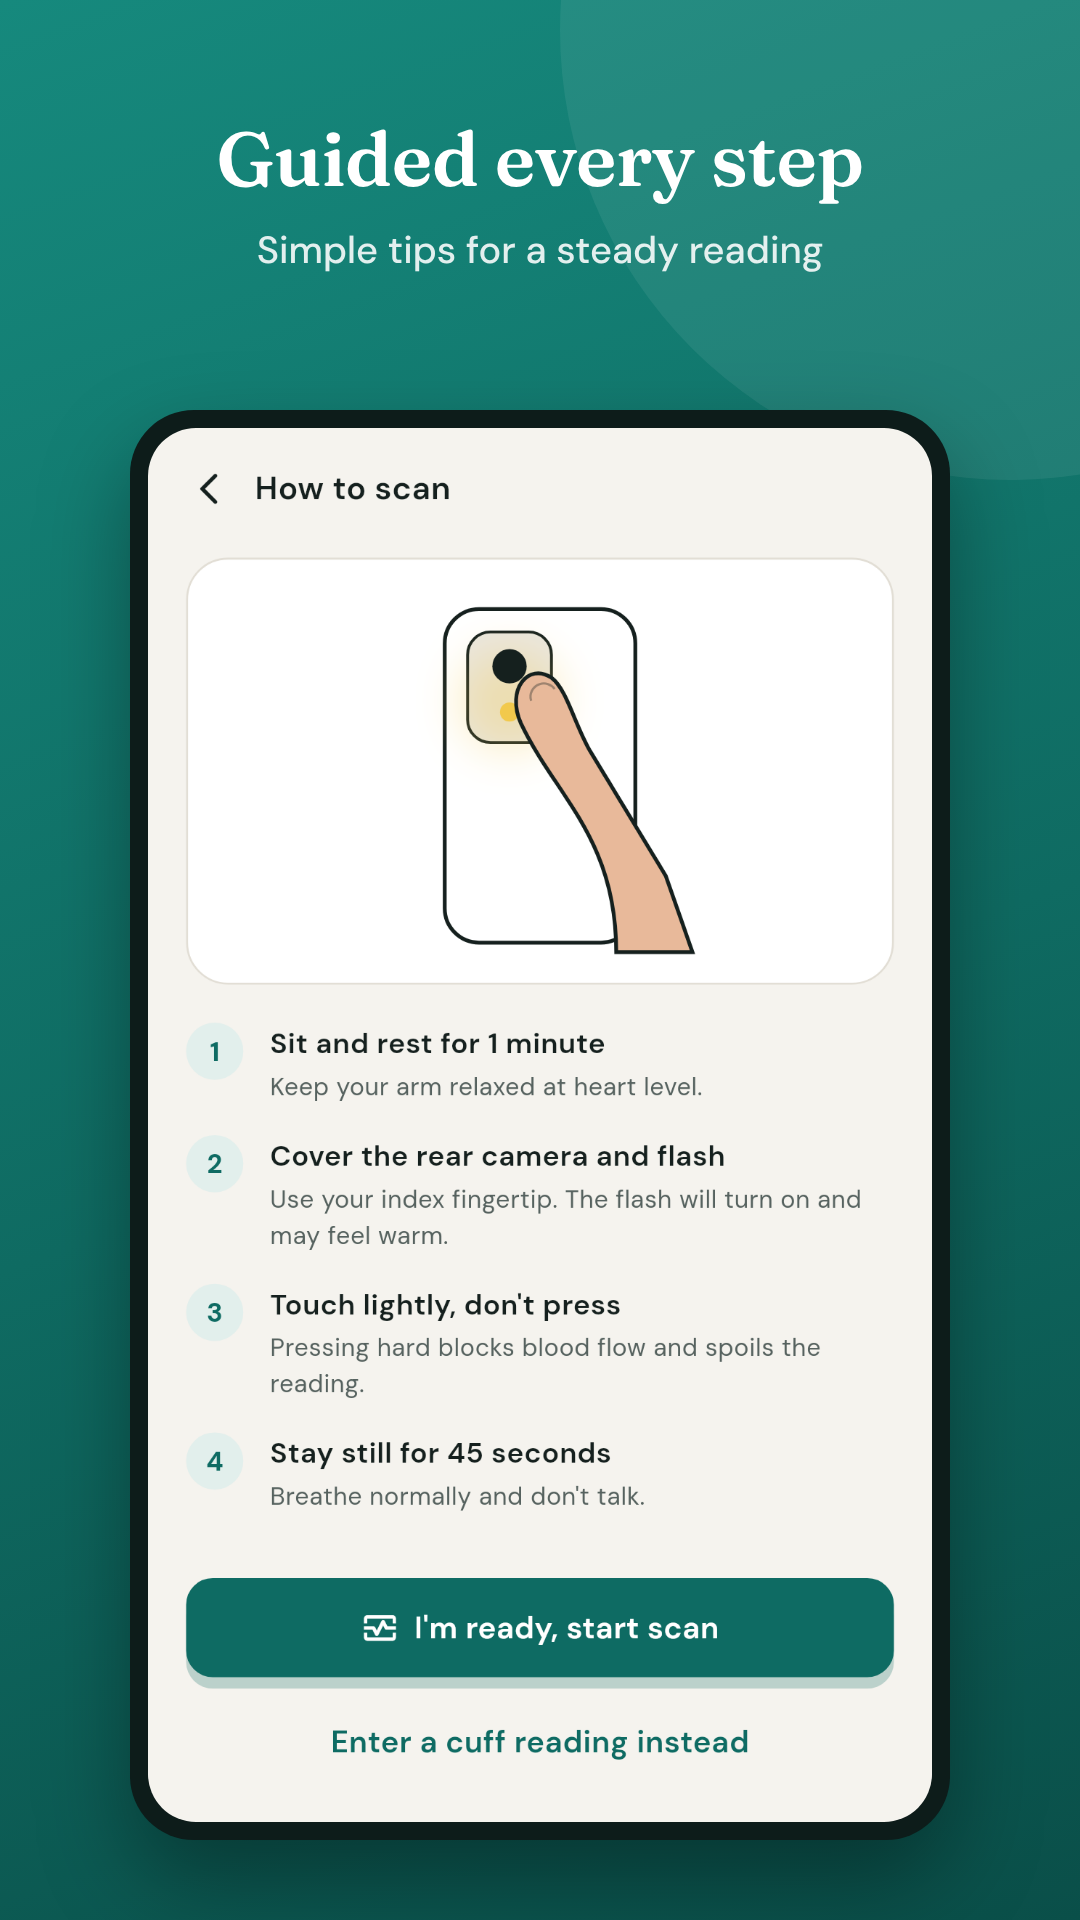 Guided every step
Simple tips for a steady reading
How to scan
1
Sit and rest for 1 minute
Keep your arm relaxed at heart level.
2
Cover the rear camera and flash
Use your index fingertip. The flash will turn on and
may feel warm.
3
Touch lightly, don't press
Pressing hard blocks blood flow and spoils the
reading.
4
Stay still for 45 seconds
Breathe normally and don't talk.
I'm ready, start scan
Enter a cuff reading instead